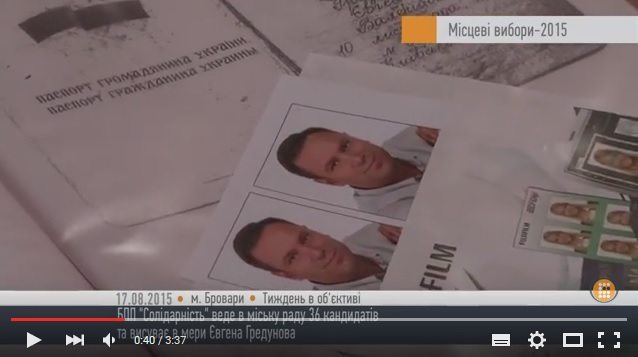 Місцеві вибори-2015
ПАСПОРТ ГРОМАДЯНИНА УКРАЇНИ
ПАСПОРТ ГРАЖДАНИНА УКРАИНЫ
FILM
17.08.2015 • м. Бровари • Тиждень в об'єктиві
БПП "Солідарність" веде в міську раду 36 кандидатів
та висуває в мери Євгена Гредунова
0:40 / 3:37